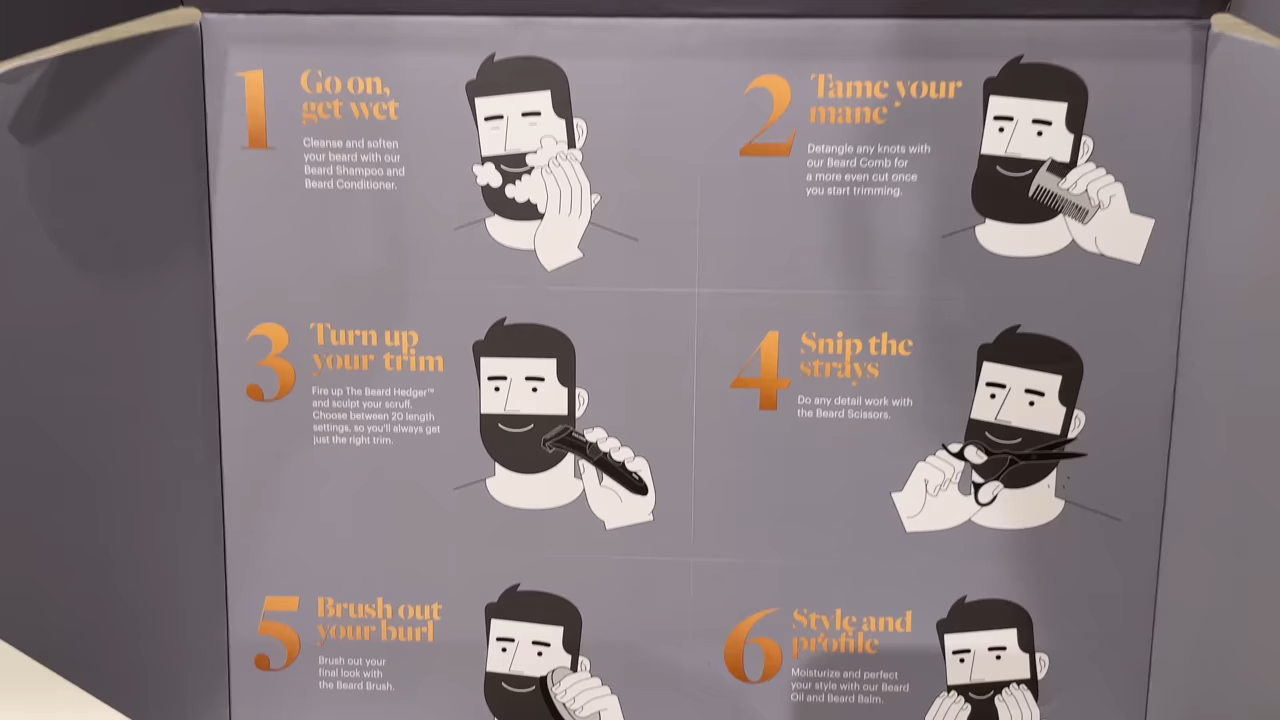 1
Go on,
get wet
Cleanse and soften
your beard with our
Beard Shampoo and
Beard Conditioner.
2
Tame your
mane
Detangle any knots with
our Beard Comb for
a more even cut once
you start trimming.
3
Turn up
your trim
Fire up The Beard Hedger™
and sculpt your scruff.
Choose between 20 length
settings, so you'll always get
just the right trim.
4
Snip the
strays
Do any detail work with
the Beard Scissors.
5
Brush out
your burl
Brush out your
final look with
the Beard Brush.
6
Style and
profile
Moisturize and perfect
your style with our Beard
Oil and Beard Balm.